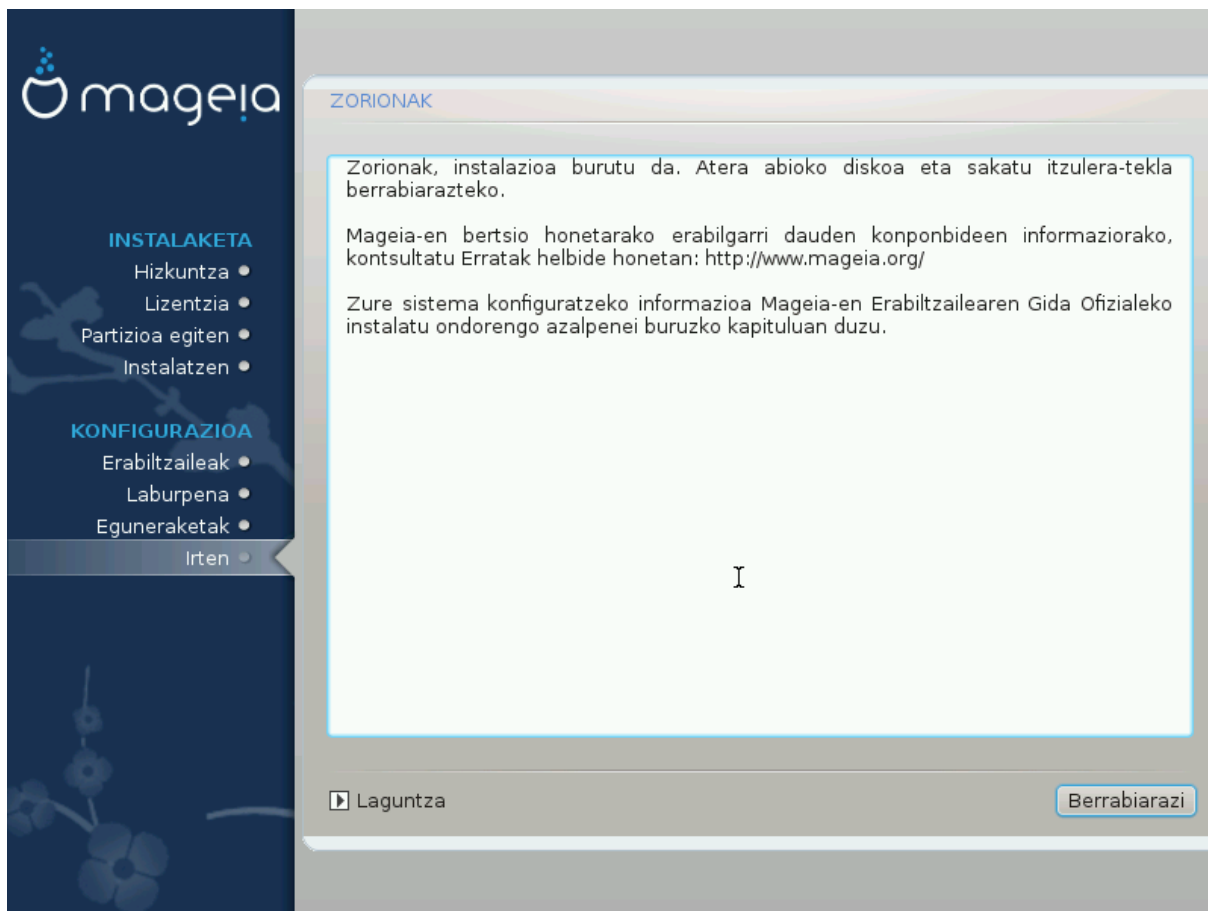 mageia
INSTALAKETA
Hizkuntza
Lizentzia
Partizioa egiten
Instalatzen
KONFIGURAZIOA
Erabiltzaileak
Laburpena
Eguneraketak
Irten
ZORIONAK
Zorionak, instalazioa burutu da. Atera abioko diskoa eta sakatu itzulera-tekla
berrabiarazteko.
Mageia-en bertsio honetarako erabilgarri dauden konponbideen informaziorako,
kontsultatu Erratak helbide honetan: http://www.mageia.org/
Zure sistema konfiguratzeko informazioa Mageia-en Erabiltzailearen Gida Ofizialeko
instalatu ondorengo azalpenei buruzko kapituluan duzu.
Laguntza
Berrabiarazi